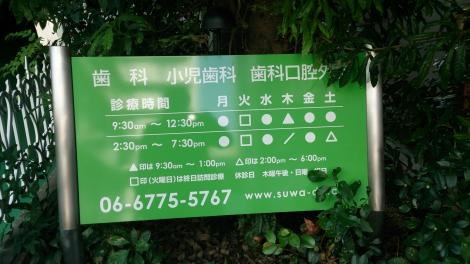 歯科 小児歯科 歯科口腔外
診療時間 月 火 水 木 金 土
9:30am ～ 12:30pm ● □ ● ▲ ● ●
2:30pm ～ 7:30pm ● □ ● / ● △
▲印は 9:30am ～ 1:00pm △印は 2:00pm ～ 6:00pm
□印(火曜日)は終日訪問診療 休診日 木曜午後・日曜
06-6775-5767 www.suwa-d